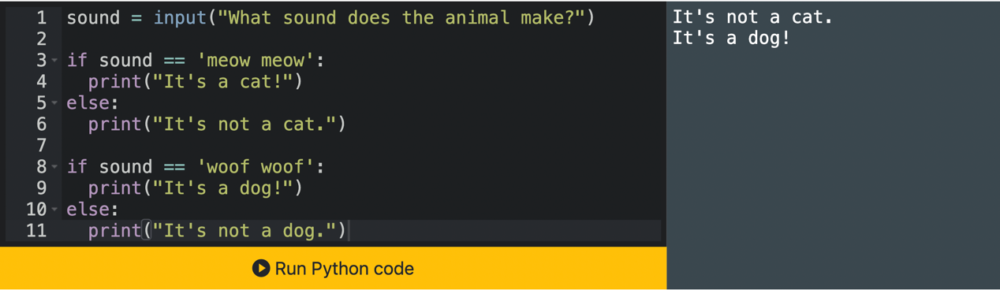 1 sound = input("What sound does the animal make?")
2
3 if sound == 'meow meow':
4   print("It's a cat!")
5 else:
6   print("It's not a cat.")
7
8 if sound == 'woof woof':
9   print("It's a dog!")
10 else:
11   print("It's not a dog.")
Run Python code
It's not a cat.
It's a dog!